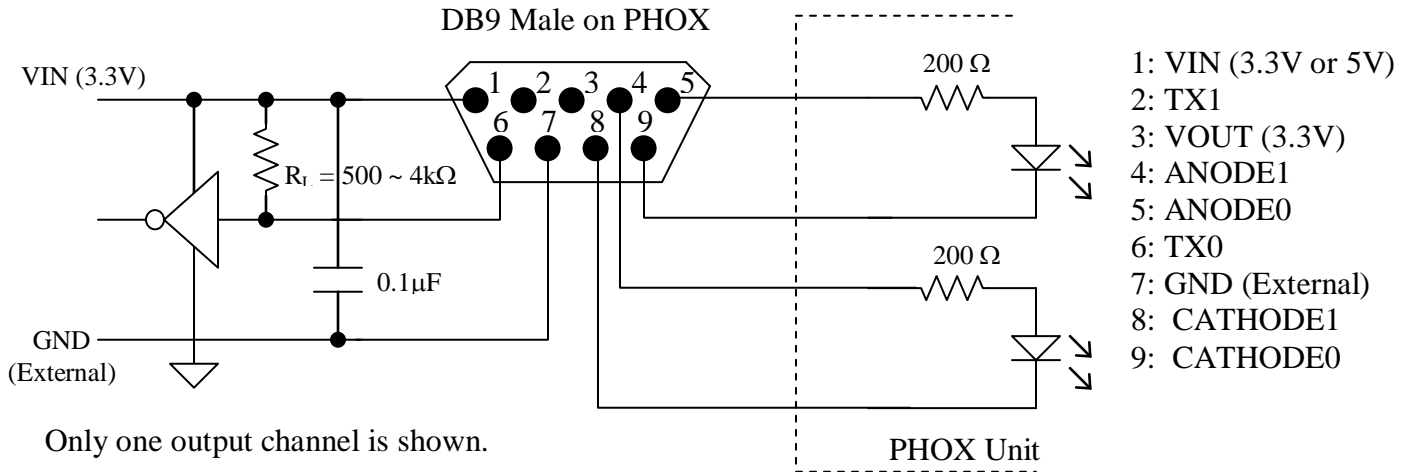 DB9 Male on PHOX
VIN (3.3V)
1 2 3 4 5
6 7 8 9
R_L = 500 ~ 4kΩ
0.1μF
GND
(External)
Only one output channel is shown.
200 Ω
200 Ω
PHOX Unit
1: VIN (3.3V or 5V)
2: TX1
3: VOUT (3.3V)
4: ANODE1
5: ANODE0
6: TX0
7: GND (External)
8: CATHODE1
9: CATHODE0